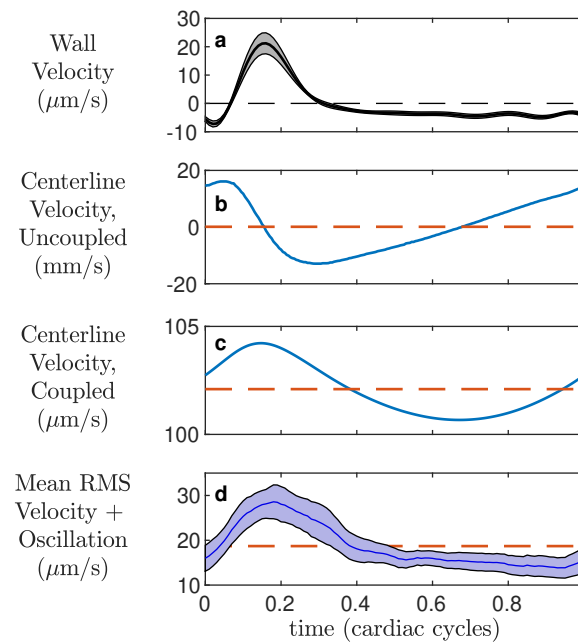 Wall
Velocity
(μm/s)
a
30
20
10
0
-10
Centerline
Velocity,
Uncoupled
(mm/s)
b
20
0
-20
Centerline
Velocity,
Coupled
(μm/s)
c
105
100
Mean RMS
Velocity +
Oscillation
(μm/s)
d
30
20
10
0 0.2 0.4 0.6 0.8
time (cardiac cycles)